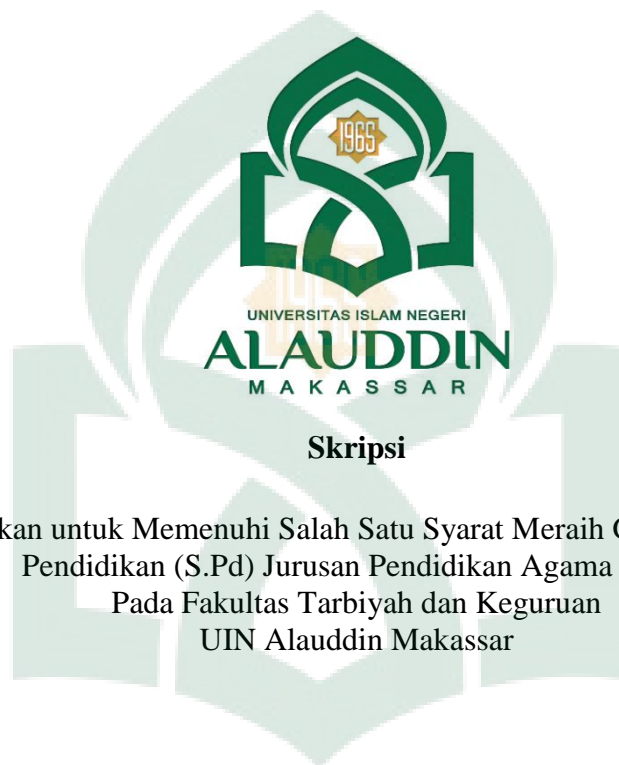 1965
UNIVERSITAS ISLAM NEGERI
ALAUDDIN
MAKASSAR
Skripsi
kan untuk Memenuhi Salah Satu Syarat Meraih
Pendidikan (S.Pd) Jurusan Pendidikan Agama
Pada Fakultas Tarbiyah dan Keguruan
UIN Alauddin Makassar